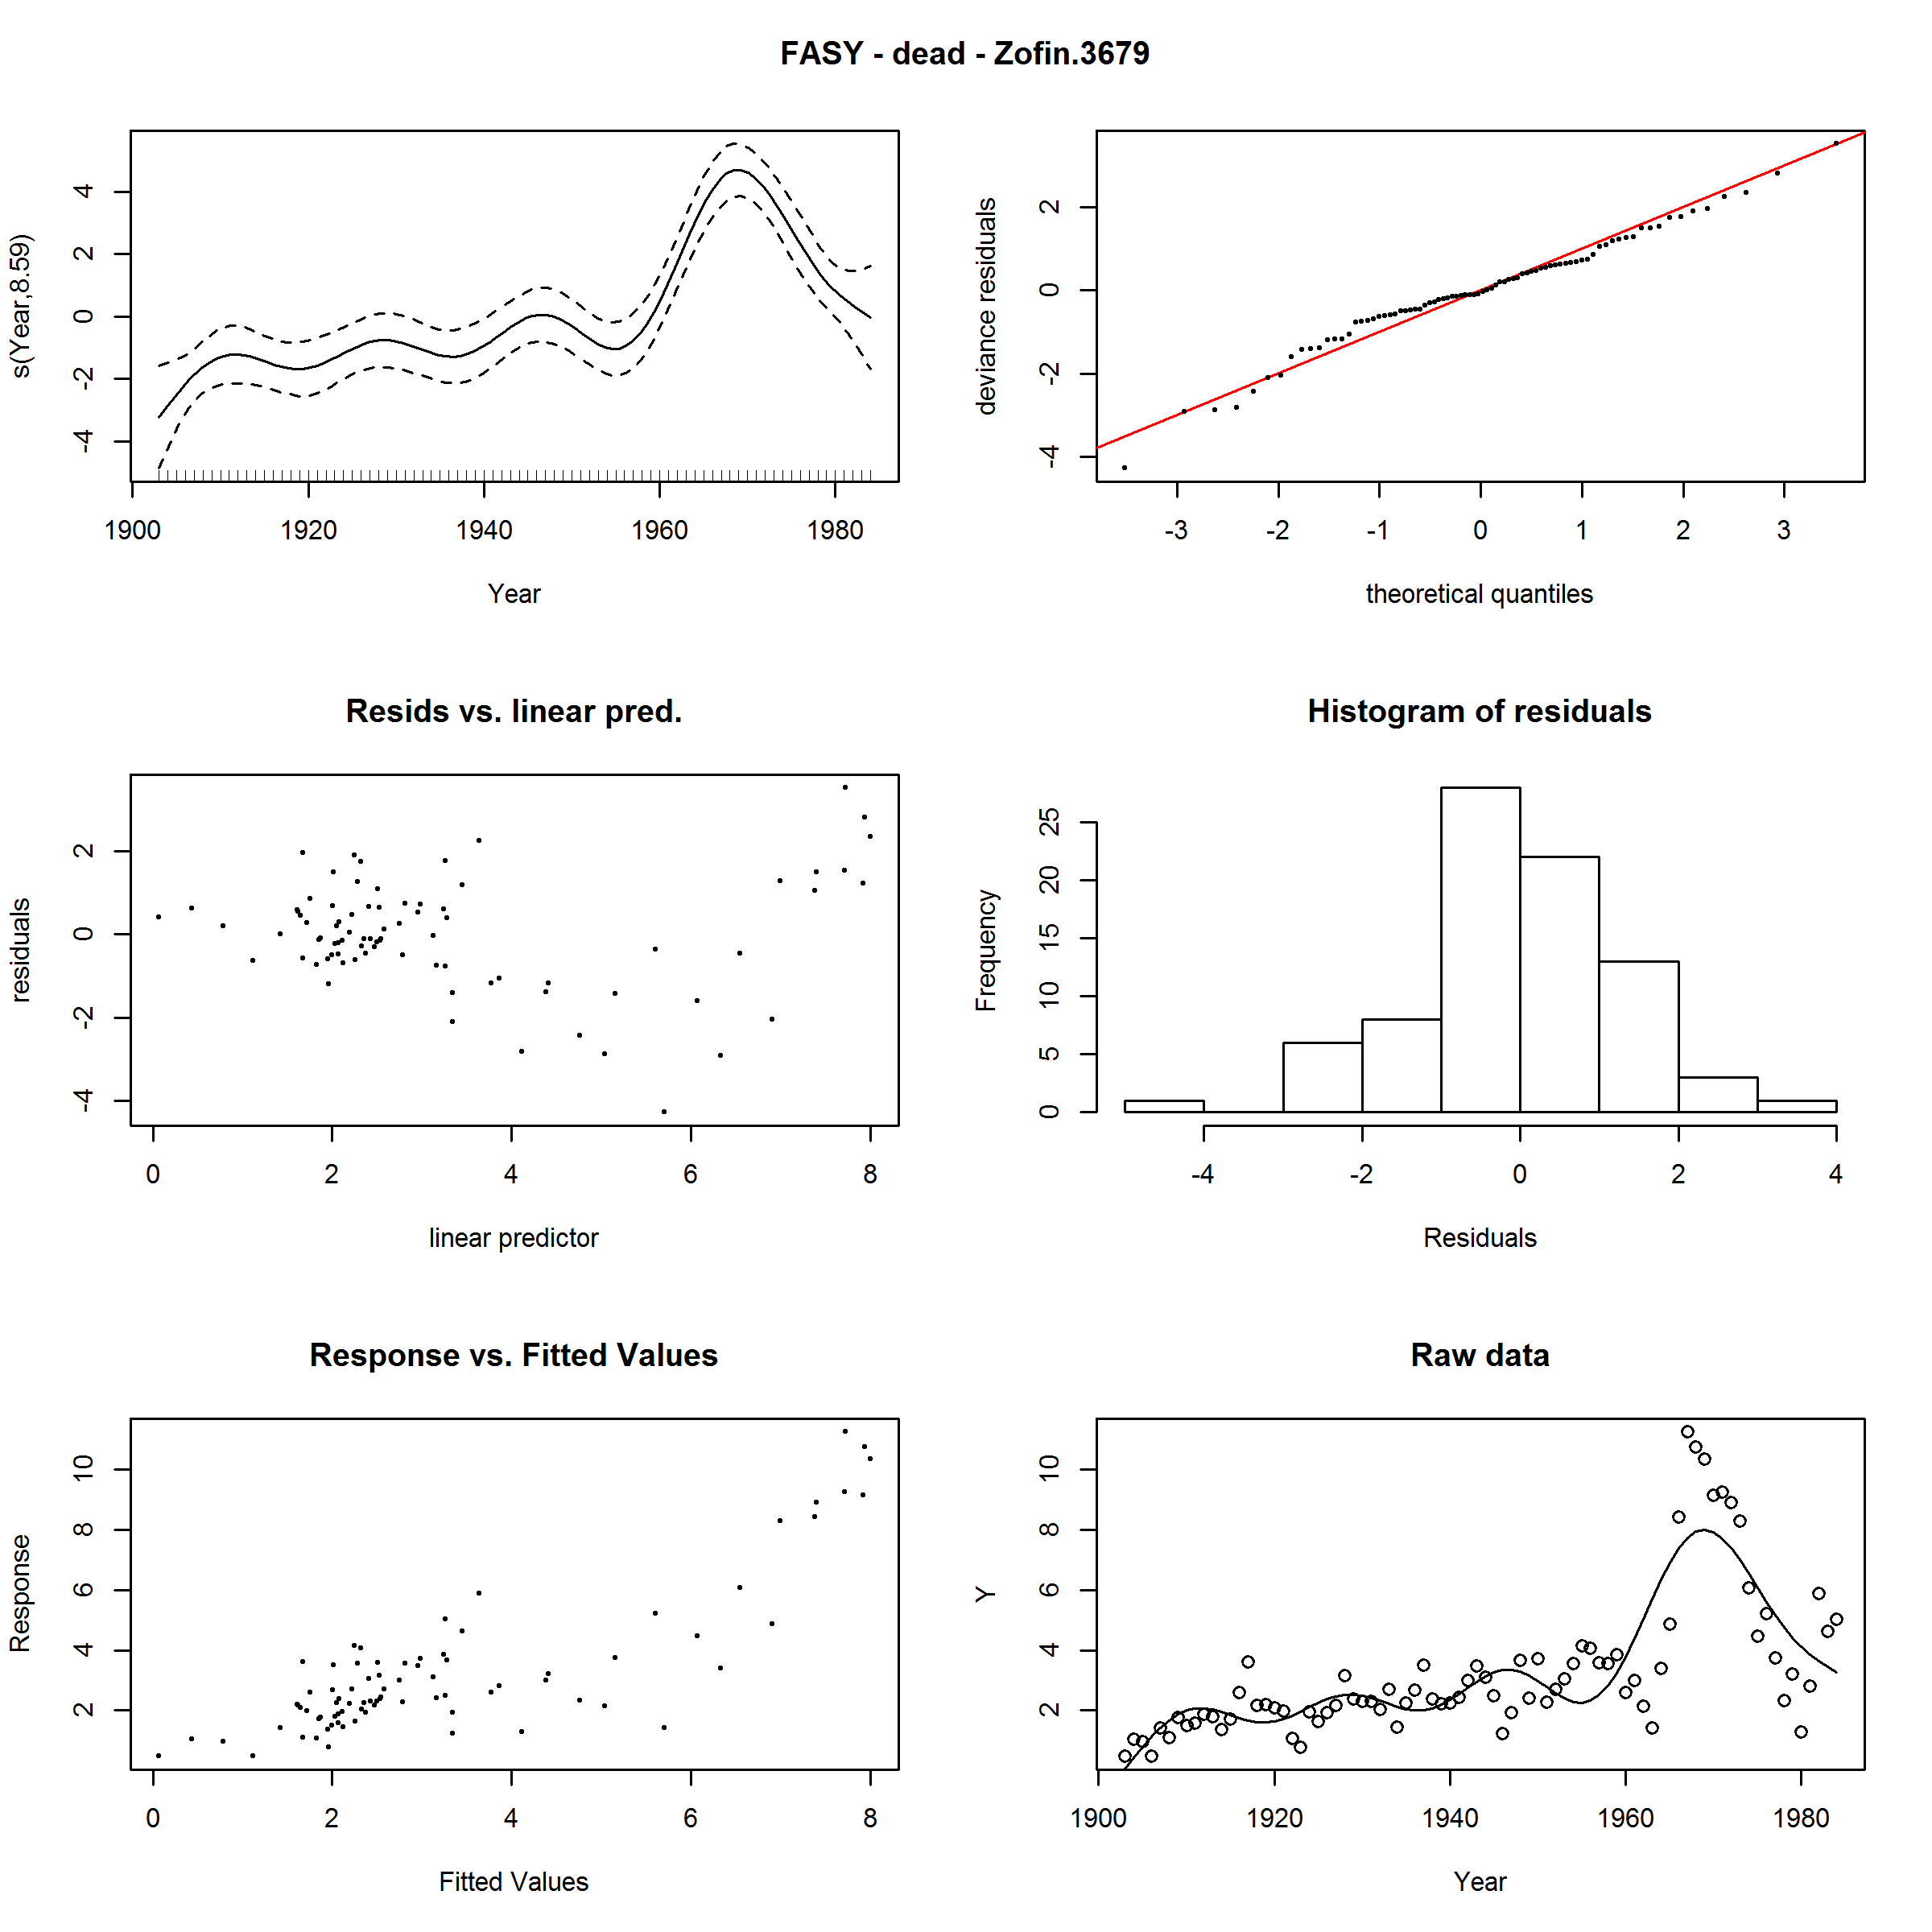 FASY - dead - Zofin.3679
s(Year,8.59)
-4 -2 0 2 4
1900 1920 1940 1960 1980
Year
deviance residuals
-4 -2 0 2
-3 -2 -1 0 1 2 3
theoretical quantiles
Resids vs. linear pred.
residuals
-4 -2 0 2
0 2 4 6 8
linear predictor
Histogram of residuals
Frequency
0 5 10 15 20 25
-4 -2 0 2 4
Residuals
Response vs. Fitted Values
Response
2 4 6 8 10
0 2 4 6 8
Fitted Values
Raw data
Y
2 4 6 8 10
1900 1920 1940 1960 1980
Year